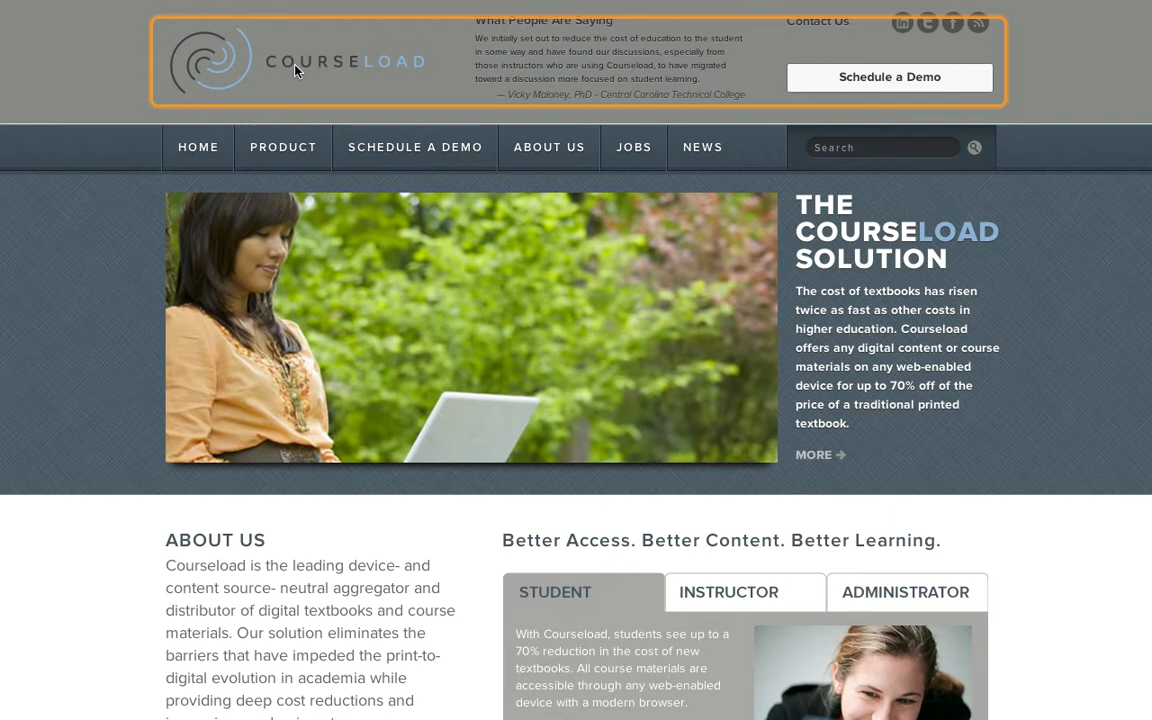 What People Are Saying
Contact Us
We initially set out to reduce the cost of education to the student
in some way and have found our discussions, especially from
those instructors who are using Courseload, to have migrated
toward a discussion more focused on student learning.
— Vicky Maloney, PhD - Central Carolina Technical College
COURSELOAD
Schedule a Demo
HOME
PRODUCT
SCHEDULE A DEMO
ABOUT US
JOBS
NEWS
Search
THE
COURSELOAD
SOLUTION
The cost of textbooks has risen
twice as fast as other costs in
higher education. Courseload
offers any digital content or course
materials on any web-enabled
device for up to 70% off of the
price of a traditional printed
textbook.
MORE
ABOUT US
Courseload is the leading device- and
content source- neutral aggregator and
distributor of digital textbooks and course
materials. Our solution eliminates the
barriers that have impeded the print-to-
digital evolution in academia while
providing deep cost reductions and
Better Access. Better Content. Better Learning.
STUDENT
INSTRUCTOR
ADMINISTRATOR
With Courseload, students see up to a
70% reduction in the cost of new
textbooks. All course materials are
accessible through any web-enabled
device with a modern browser.